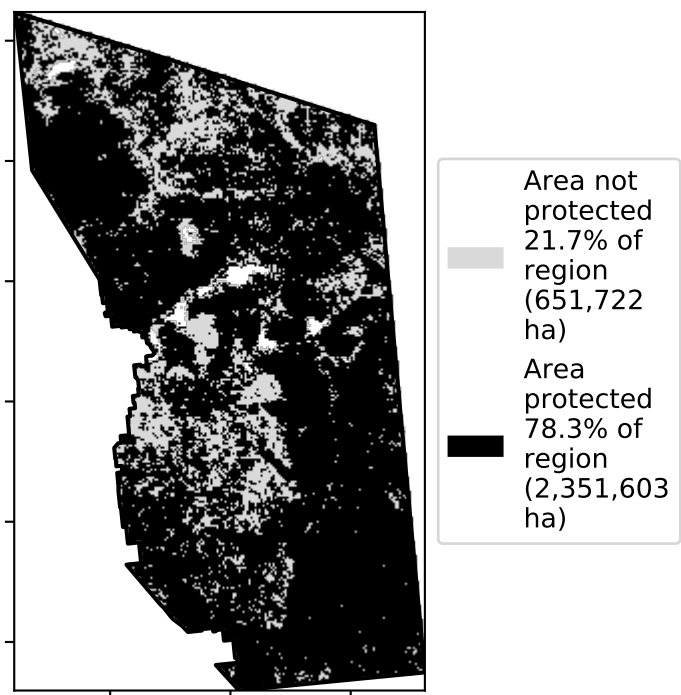 Area not
protected
21.7% of
region
(651,722
ha)
Area
protected
78.3% of
region
(2,351,603
ha)